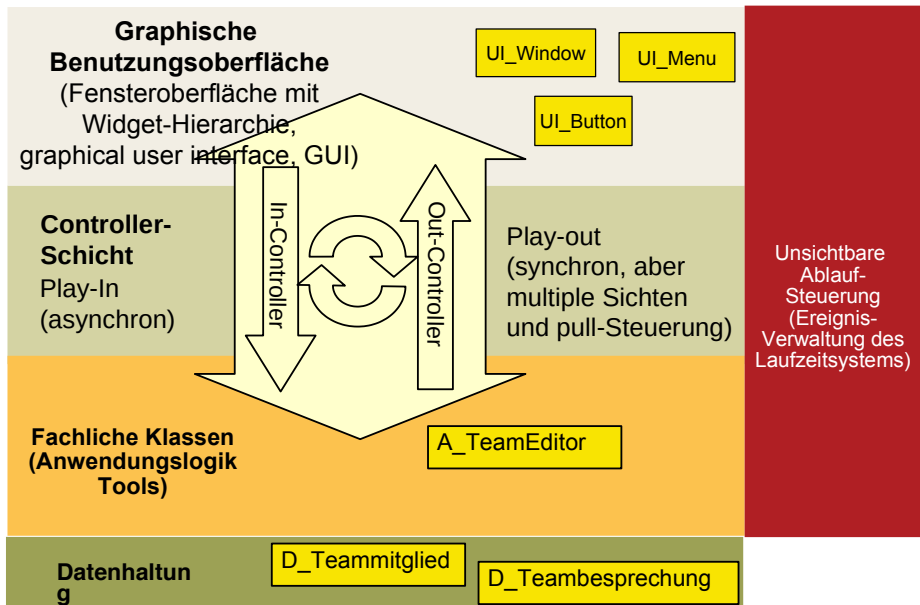 Graphische
Benutzungsoberfläche
(Fensteroberfläche mit
Widget-Hierarchie,
graphical user interface, GUI)
UI_Window
UI_Menu
UI_Button
Controller-
Schicht
Play-In
(asynchron)
In-Controller
Out-Controller
Play-out
(synchron, aber
multiple Sichten
und pull-Steuerung)
Unsichtbare
Ablauf-
Steuerung
(Ereignis-
Verwaltung des
Laufzeitsystems)
Fachliche Klassen
(Anwendungslogik
Tools)
A_TeamEditor
Datenhaltun
g
D_Teammitglied
D_Teambesprechung